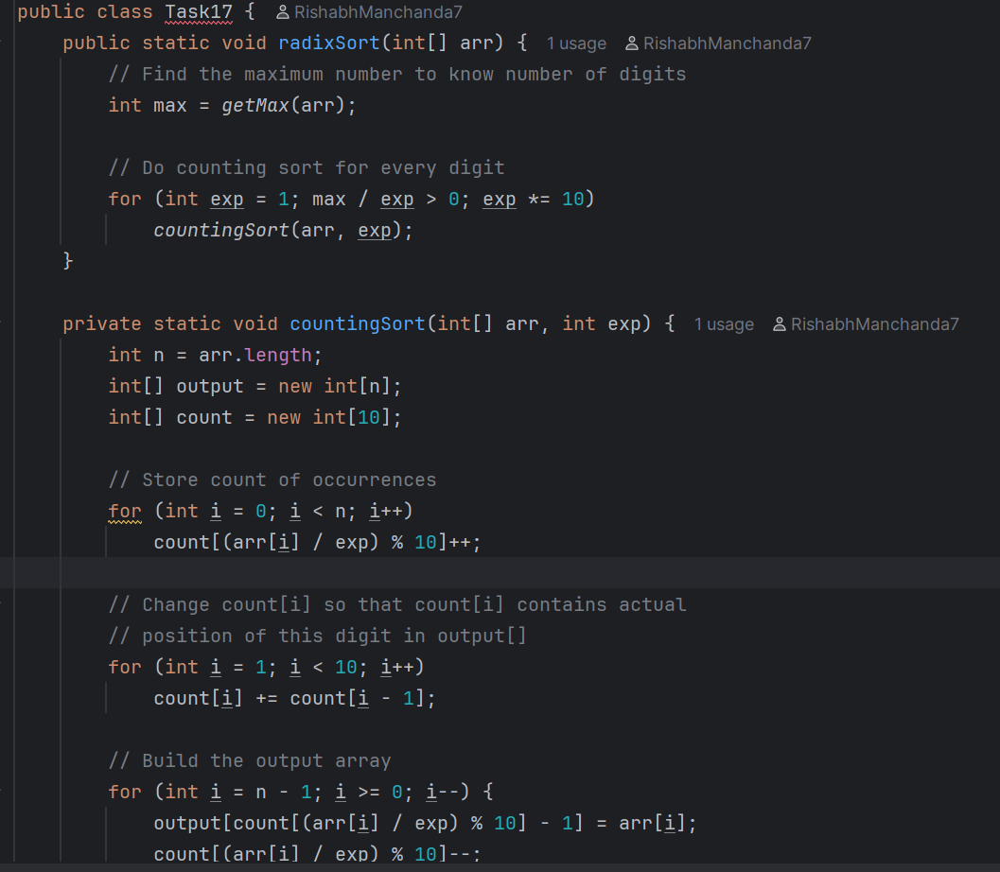 public class Task17 { RishabhManchanda7
public static void radixSort(int[] arr) { 1 usage RishabhManchanda7
// Find the maximum number to know number of digits
int max = getMax(arr);
// Do counting sort for every digit
for (int exp = 1; max / exp > 0; exp *= 10)
countingSort(arr, exp);
}
private static void countingSort(int[] arr, int exp) { 1 usage RishabhManchanda7
int n = arr.length;
int[] output = new int[n];
int[] count = new int[10];
// Store count of occurrences
for (int i = 0; i < n; i++)
count[(arr[i] / exp) % 10]++;
// Change count[i] so that count[i] contains actual
// position of this digit in output[]
for (int i = 1; i < 10; i++)
count[i] += count[i - 1];
// Build the output array
for (int i = n - 1; i >= 0; i--) {
output[count[(arr[i] / exp) % 10] - 1] = arr[i];
count[(arr[i] / exp) % 10]--;